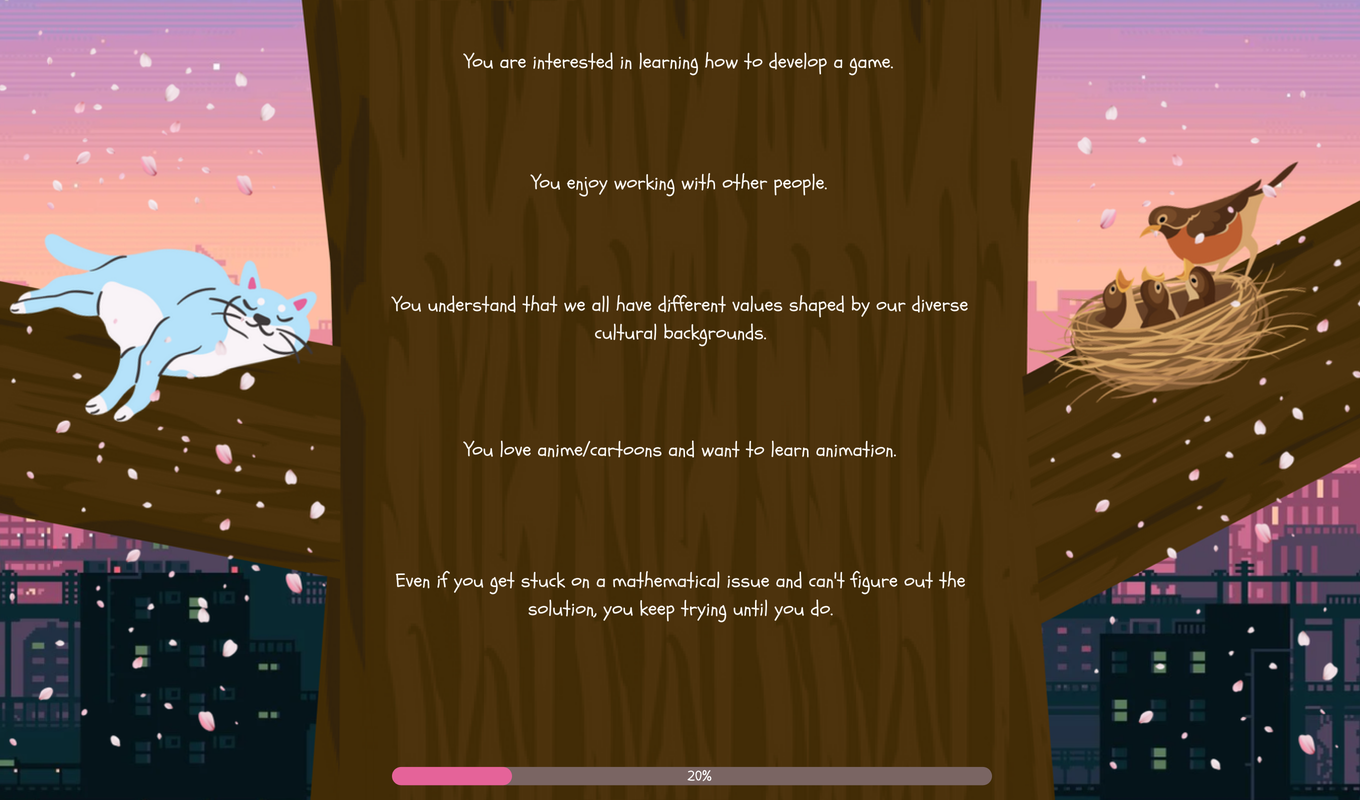 You are interested in learning how to develop a game.
You enjoy working with other people.
You understand that we all have different values shaped by our diverse
cultural backgrounds.
You love anime/cartoons and want to learn animation.
Even if you get stuck on a mathematical issue and can't figure out the
solution, you keep trying until you do.
20%